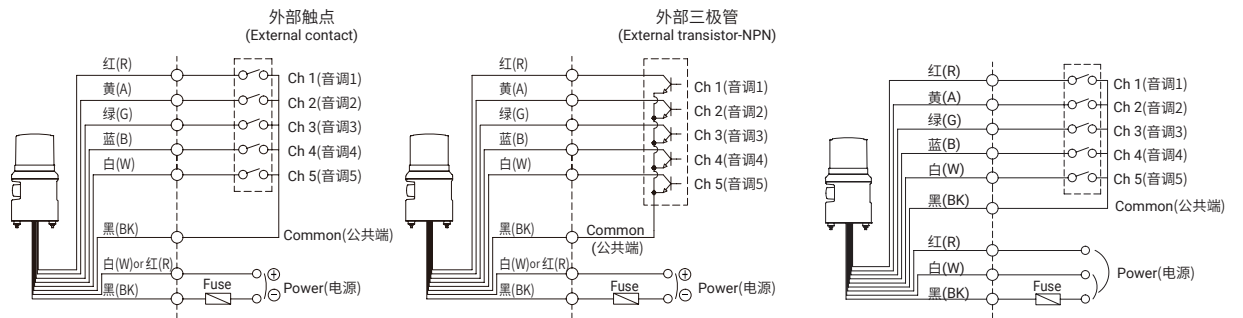 外部触点
(External contact)
红(R)
黄(A)
绿(G)
蓝(B)
白(W)
黑(BK)
白(W)or 红(R)
黑(BK)
Ch 1(音调1)
Ch 2(音调2)
Ch 3(音调3)
Ch 4(音调4)
Ch 5(音调5)
Common(公共端)
Fuse
Power(电源)
外部三极管
(External transistor-NPN)
红(R)
黄(A)
绿(G)
蓝(B)
白(W)
黑(BK)
白(W)or 红(R)
黑(BK)
Ch 1(音调1)
Ch 2(音调2)
Ch 3(音调3)
Ch 4(音调4)
Ch 5(音调5)
Common
(公共端)
Fuse
Power(电源)
红(R)
黄(A)
绿(G)
蓝(B)
白(W)
黑(BK)
红(R)
白(W)
黑(BK)
Ch 1(音调1)
Ch 2(音调2)
Ch 3(音调3)
Ch 4(音调4)
Ch 5(音调5)
Common(公共端)
Fuse
Power(电源)